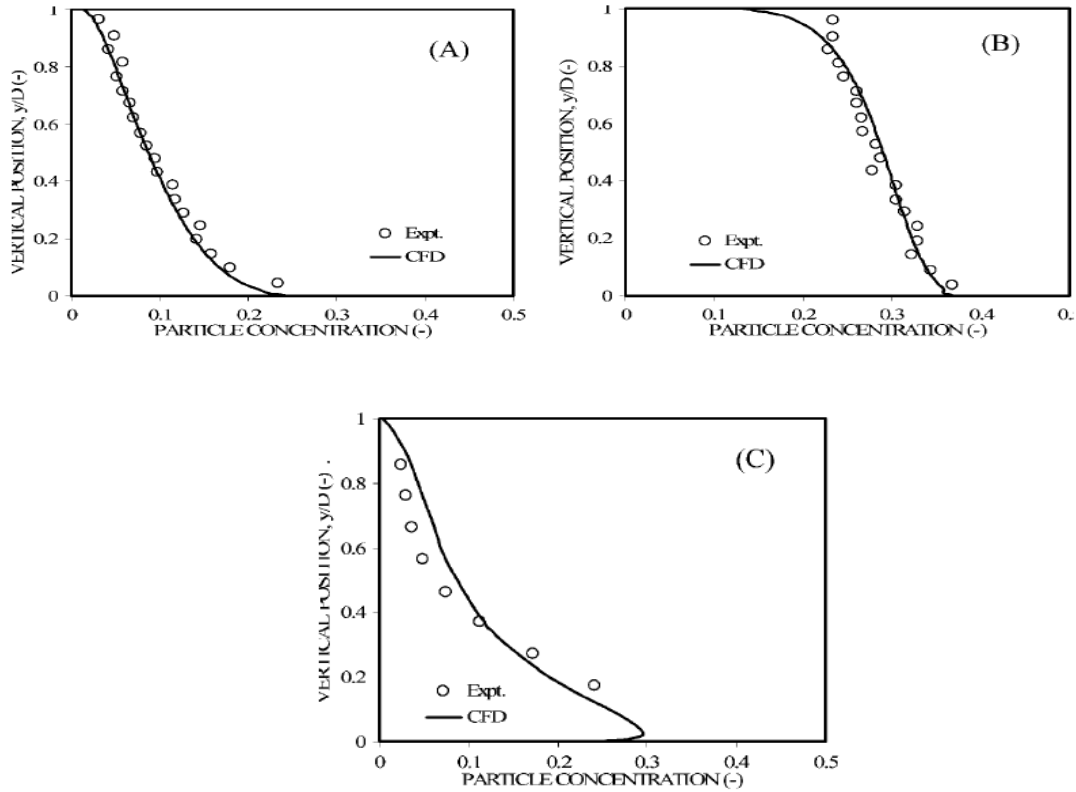 1
0.8
0.6
0.4
0.2
0
VERTICAL POSITION, y/D (-)
(A)
Expt.
CFD
0 0.1 0.2 0.3 0.4 0.5
PARTICLE CONCENTRATION (-)
1
0.8
0.6
0.4
0.2
0
VERTICAL POSITION, y/D (-)
(B)
Expt.
CFD
0 0.1 0.2 0.3 0.4
PARTICLE CONCENTRATION (-)
1
0.8
0.6
0.4
0.2
0
VERTICAL POSITION, y/D (-) .
(C)
Expt.
CFD
0 0.1 0.2 0.3 0.4 0.5
PARTICLE CONCENTRATION (-)